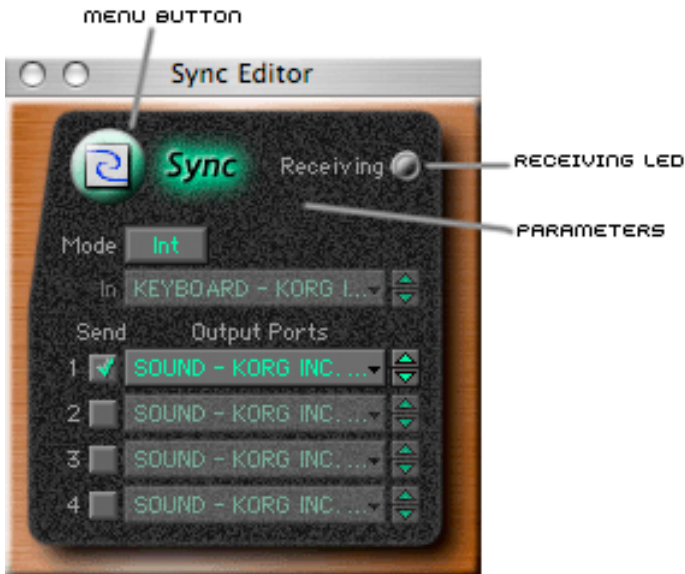 MENU BUTTON
Sync Editor
Sync Receiving
RECEIVING LED
PARAMETERS
Mode Int
In KEYBOARD - KORG I...
Send Output Ports
1 SOUND - KORG INC. ...
2 SOUND - KORG INC. ...
3 SOUND - KORG INC. ...
4 SOUND - KORG INC. ...